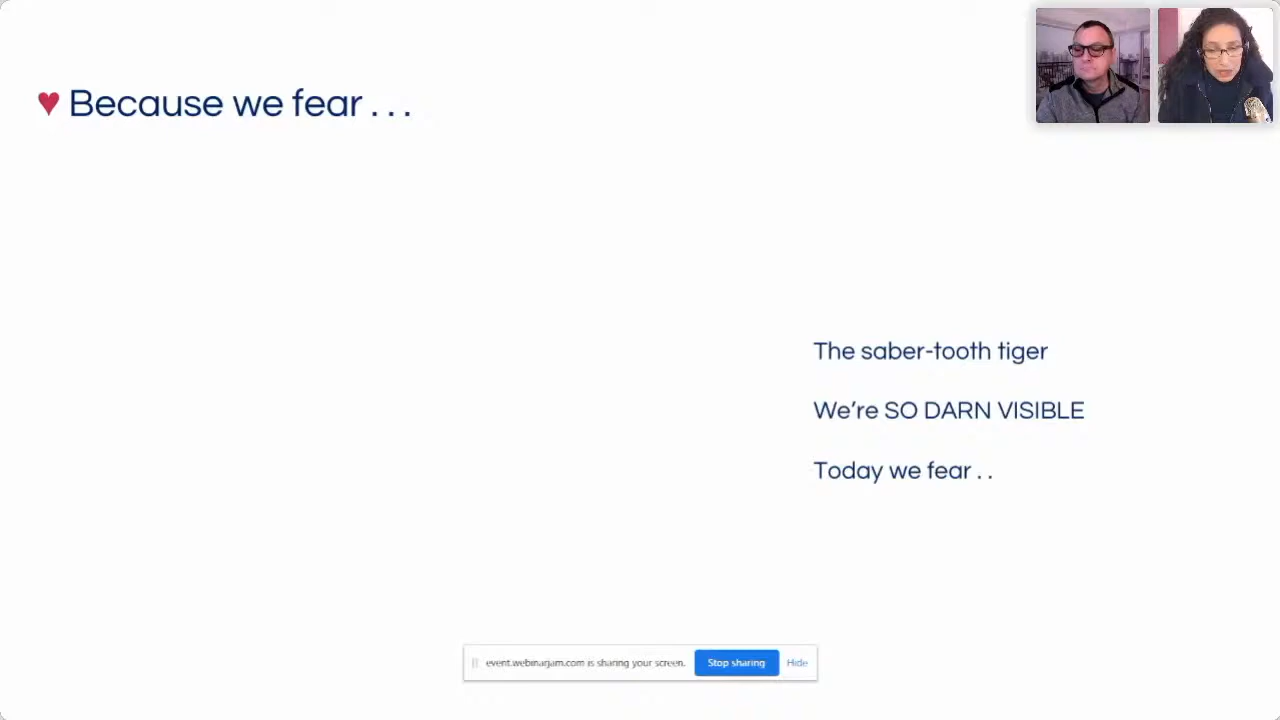 ♥ Because we fear . . .
The saber-tooth tiger
We're SO DARN VISIBLE
Today we fear . .
event.webinarjam.com is sharing your screen. Stop sharing Hide